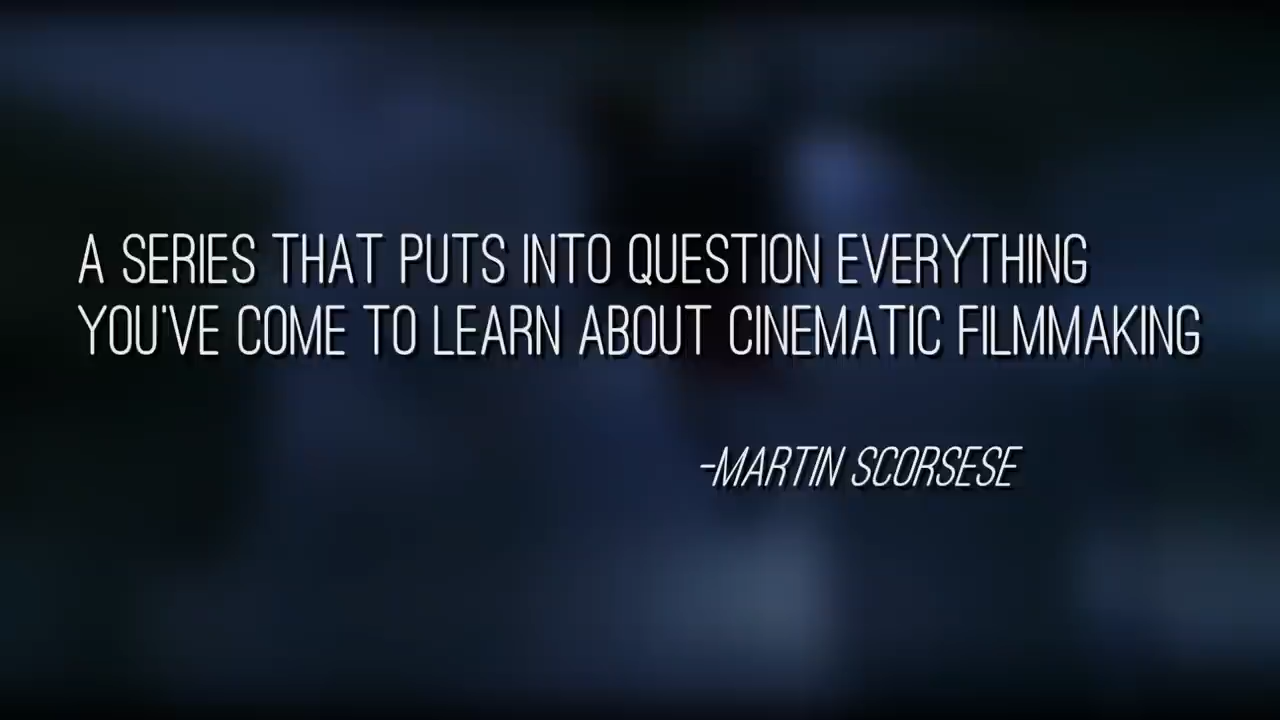 A SERIES THAT PUTS INTO QUESTION EVERYTHING
YOU'VE COME TO LEARN ABOUT CINEMATIC FILMMAKING
-MARTIN SCORSESE